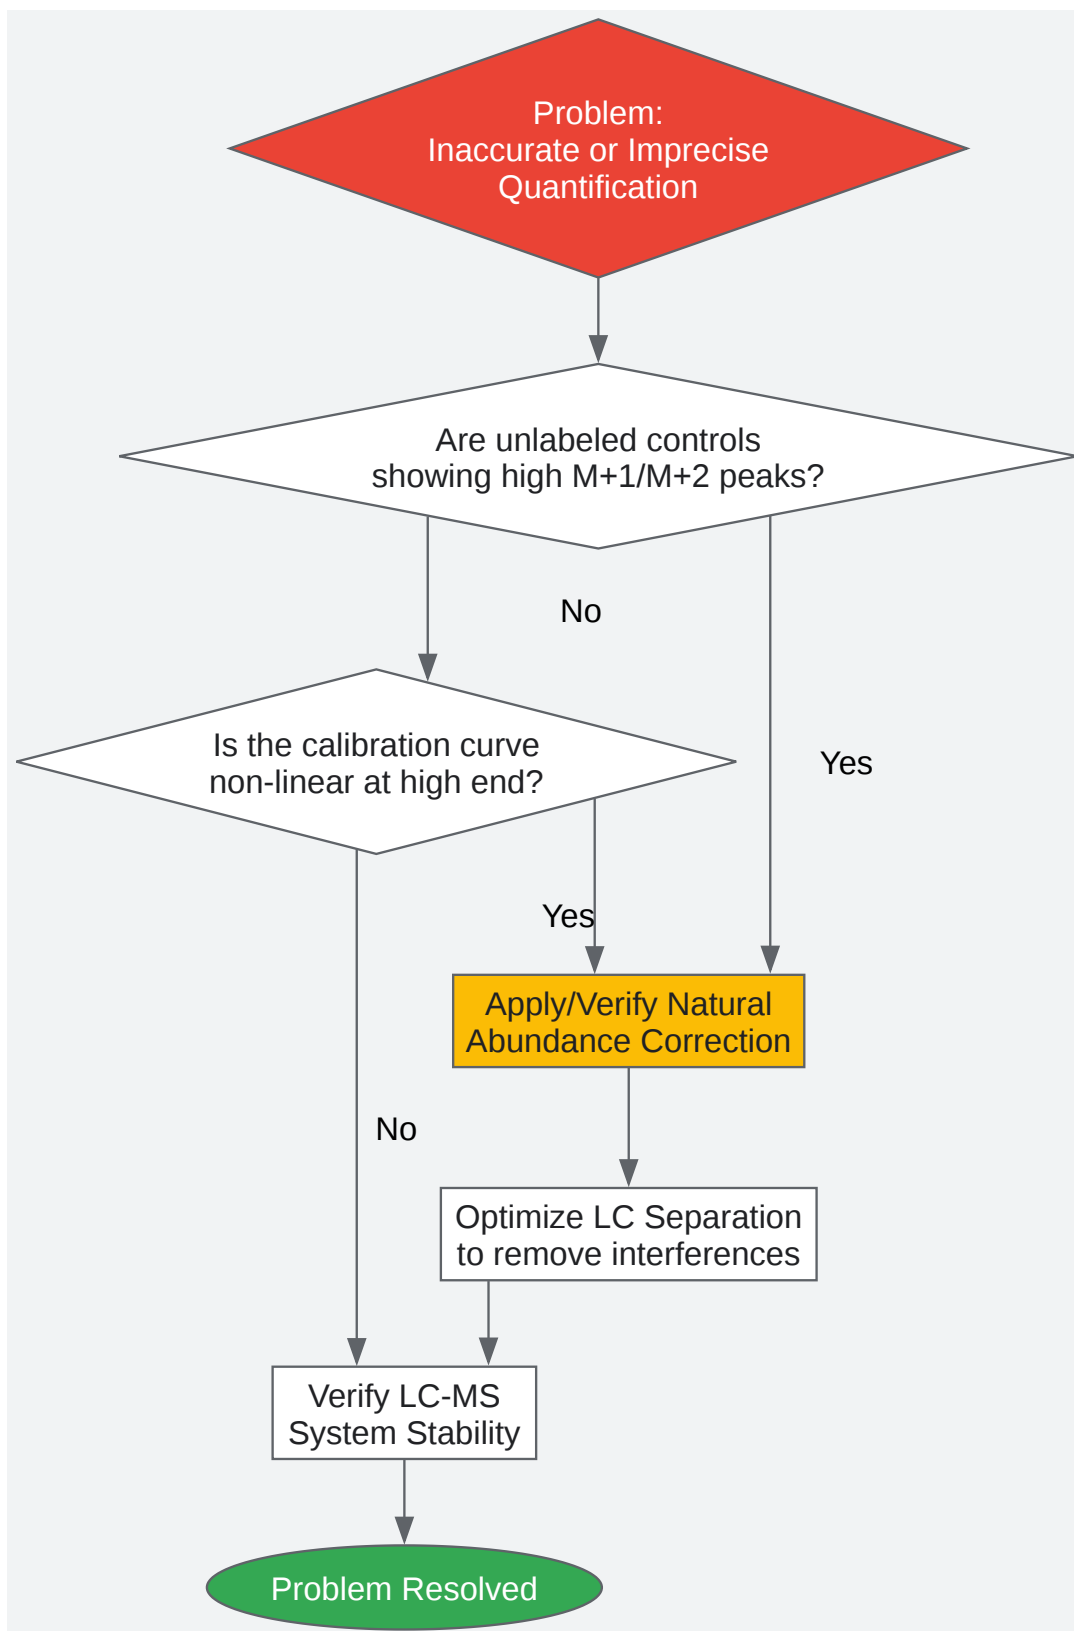 Problem:
Inaccurate or Imprecise
Quantification
Are unlabeled controls
showing high M+1/M+2 peaks?
No
Is the calibration curve
non-linear at high end?
Yes
Yes
Apply/Verify Natural
Abundance Correction
No
Optimize LC Separation
to remove interferences
Verify LC-MS
System Stability
Problem Resolved